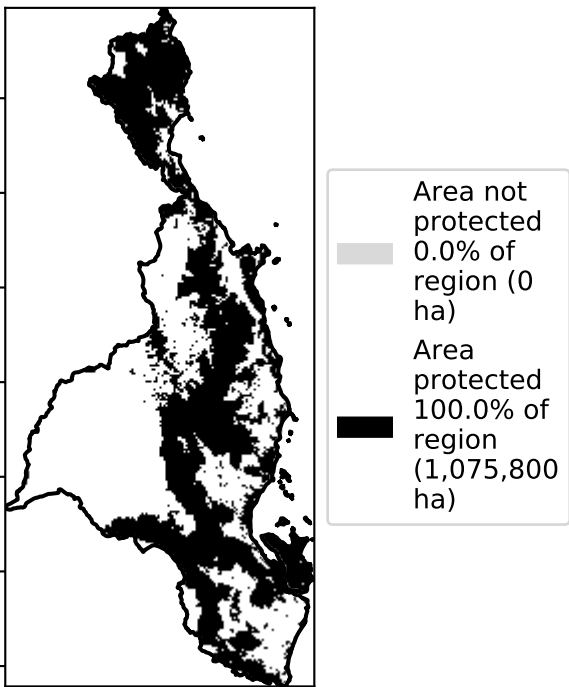 Area not
protected
0.0% of
region (0
ha)
Area
protected
100.0% of
region
(1,075,800
ha)